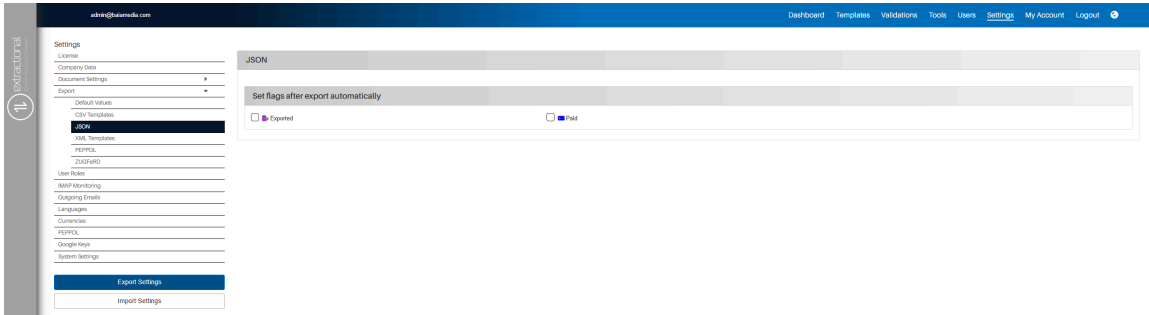 admin@baiamedia.com
Dashboard Templates Validations Tools Users Settings My Account Logout
extractional
Settings
License
Company Data
Document Settings
Export
Default Values
CSV Templates
JSON
XML Templates
PEPPOL
ZUGFeRD
User Roles
IMAP Monitoring
Outgoing Emails
Languages
Currencies
PEPPOL
Google Keys
System Settings
Export Settings
Import Settings
JSON
Set flags after export automatically
Exported
Paid